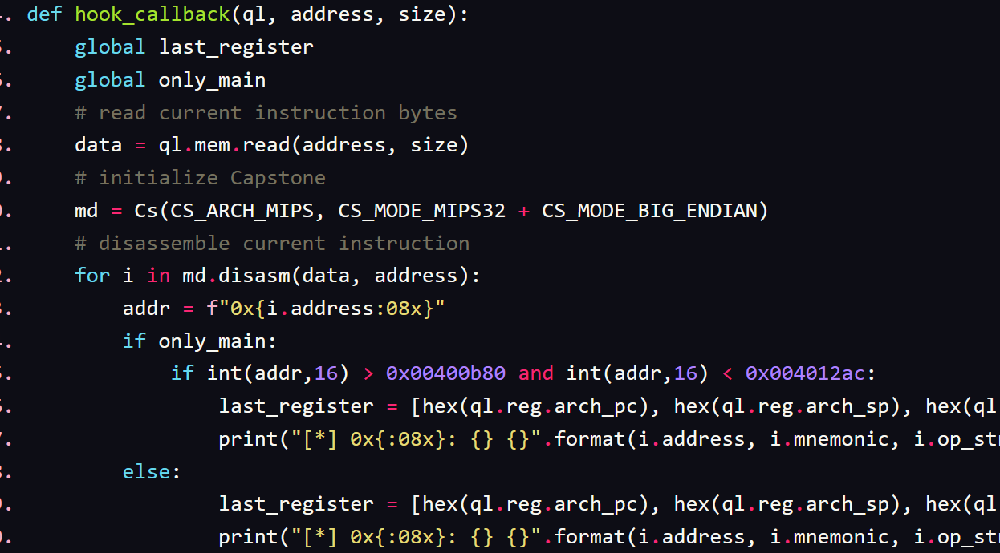 def hook_callback(ql, address, size):
    global last_register
    global only_main
    # read current instruction bytes
    data = ql.mem.read(address, size)
    # initialize Capstone
    md = Cs(CS_ARCH_MIPS, CS_MODE_MIPS32 + CS_MODE_BIG_ENDIAN)
    # disassemble current instruction
    for i in md.disasm(data, address):
        addr = f"0x{i.address:08x}"
        if only_main:
            if int(addr,16) > 0x00400b80 and int(addr,16) < 0x004012ac:
                last_register = [hex(ql.reg.arch_pc), hex(ql.reg.arch_sp), hex(ql
                print("[*] 0x{:08x}: {} {}".format(i.address, i.mnemonic, i.op_st
        else:
                last_register = [hex(ql.reg.arch_pc), hex(ql.reg.arch_sp), hex(ql
                print("[*] 0x{:08x}: {} {}".format(i.address, i.mnemonic, i.op_st